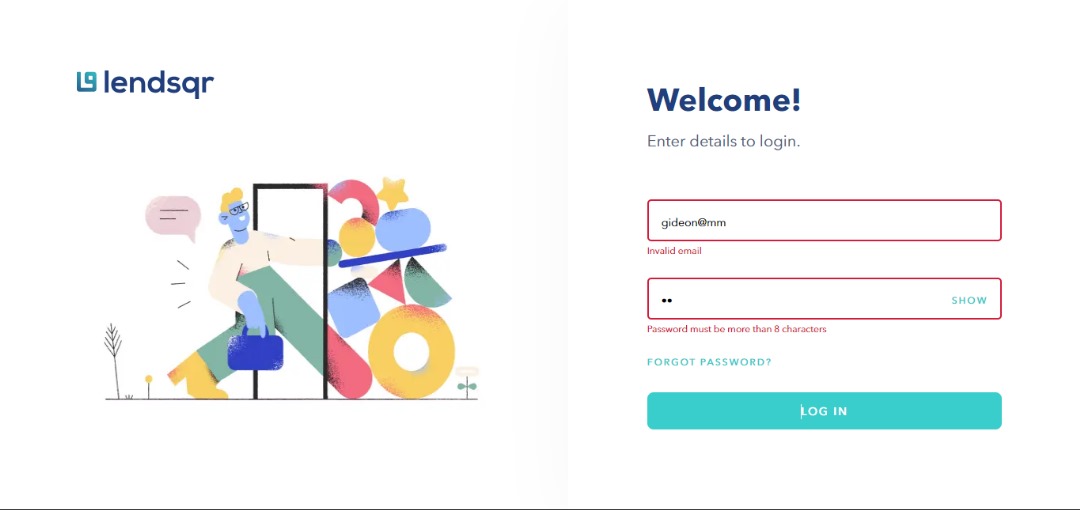 lendsqr
Welcome!
Enter details to login.
gideon@mm
Invalid email
••
SHOW
Password must be more than 8 characters
FORGOT PASSWORD?
LOG IN